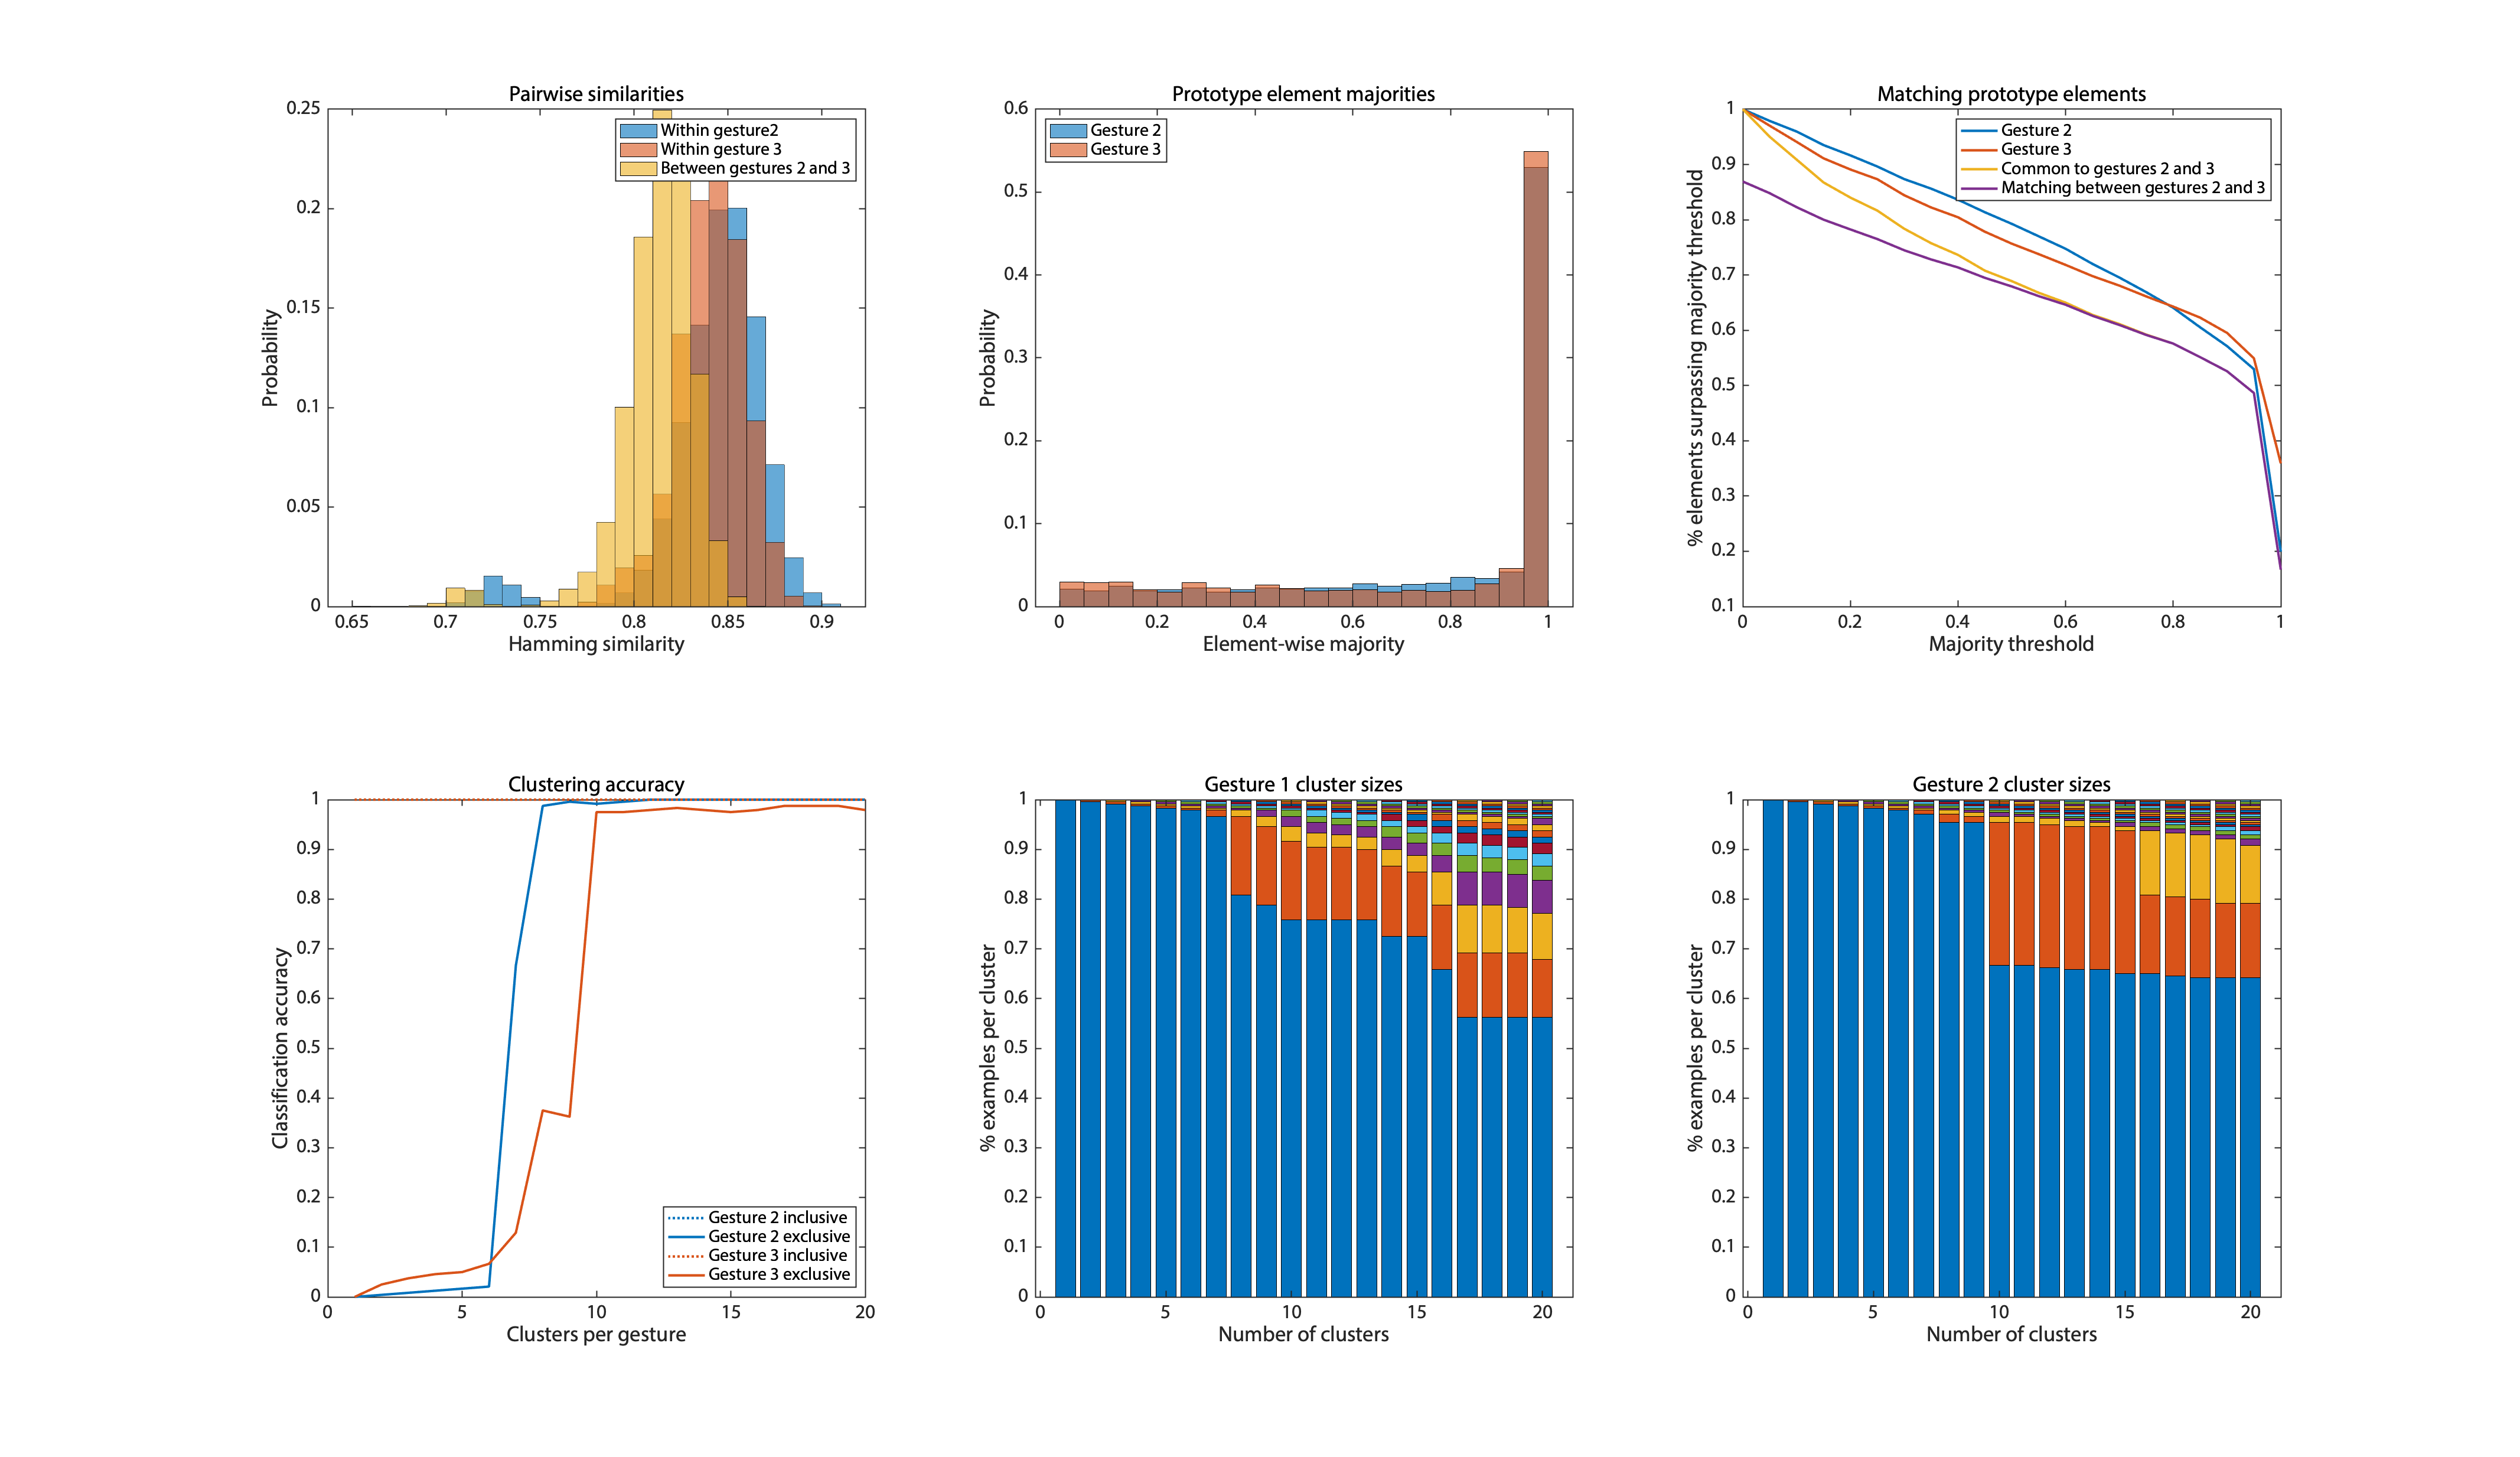 Pairwise similarities
0.25
0.2
0.15
0.1
0.05
0
Probability
Within gesture2
Within gesture 3
Between gestures 2 and 3
0.65 0.7 0.75 0.8 0.85 0.9
Hamming similarity
Prototype element majorities
0.6
0.5
0.4
0.3
0.2
0.1
0
Probability
Gesture 2
Gesture 3
0 0.2 0.4 0.6 0.8 1
Element-wise majority
Matching prototype elements
1
0.9
0.8
0.7
0.6
0.5
0.4
0.3
0.2
0.1
% elements surpassing majority threshold
Gesture 2
Gesture 3
Common to gestures 2 and 3
Matching between gestures 2 and 3
0 0.2 0.4 0.6 0.8 1
Majority threshold
Clustering accuracy
1
0.9
0.8
0.7
0.6
0.5
0.4
0.3
0.2
0.1
0
Classification accuracy
Gesture 2 inclusive
Gesture 2 exclusive
Gesture 3 inclusive
Gesture 3 exclusive
0 5 10 15 20
Clusters per gesture
Gesture 1 cluster sizes
1
0.9
0.8
0.7
0.6
0.5
0.4
0.3
0.2
0.1
0
% examples per cluster
0 5 10 15 20
Number of clusters
Gesture 2 cluster sizes
1
0.9
0.8
0.7
0.6
0.5
0.4
0.3
0.2
0.1
0
% examples per cluster
0 5 10 15 20
Number of clusters